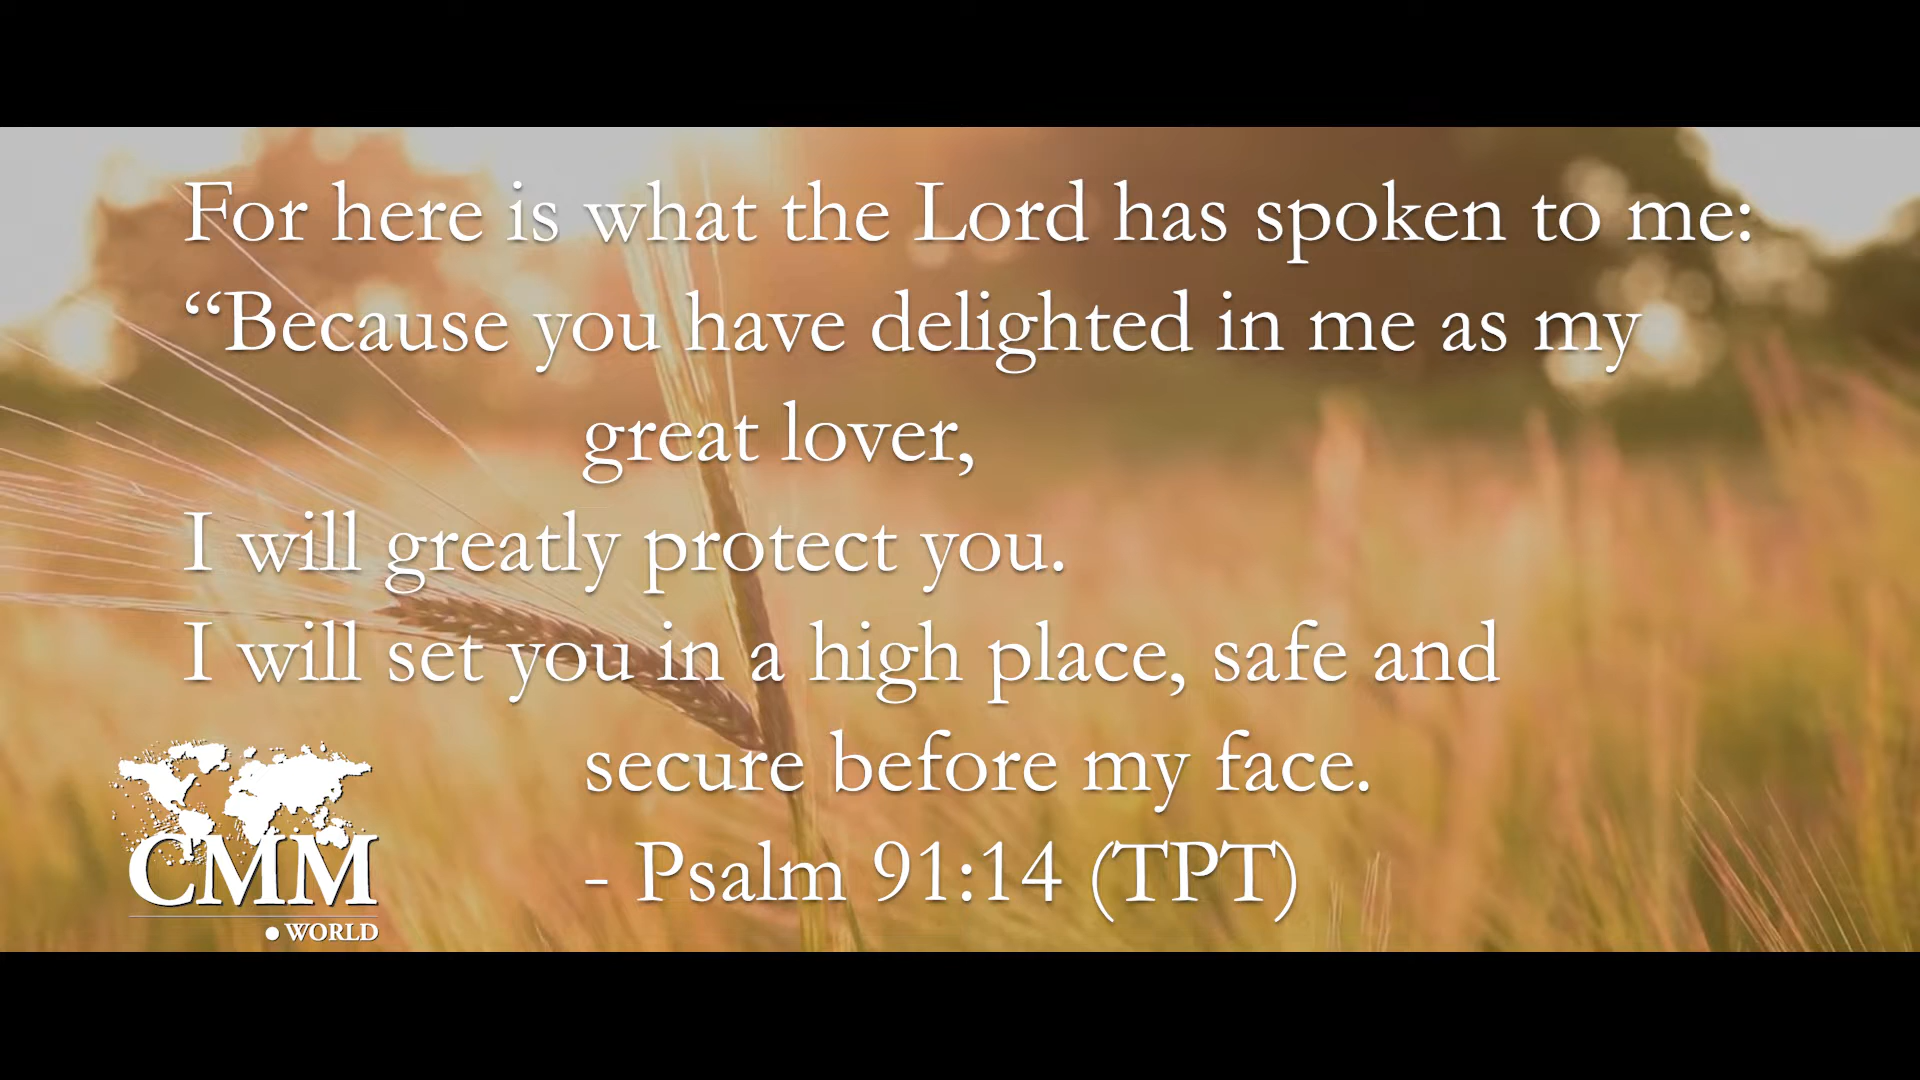 For here is what the Lord has spoken to me:
“Because you have delighted in me as my
great lover,
I will greatly protect you.
I will set you in a high place, safe and
secure before my face.
- Psalm 91:14 (TPT)
CMM
.WORLD